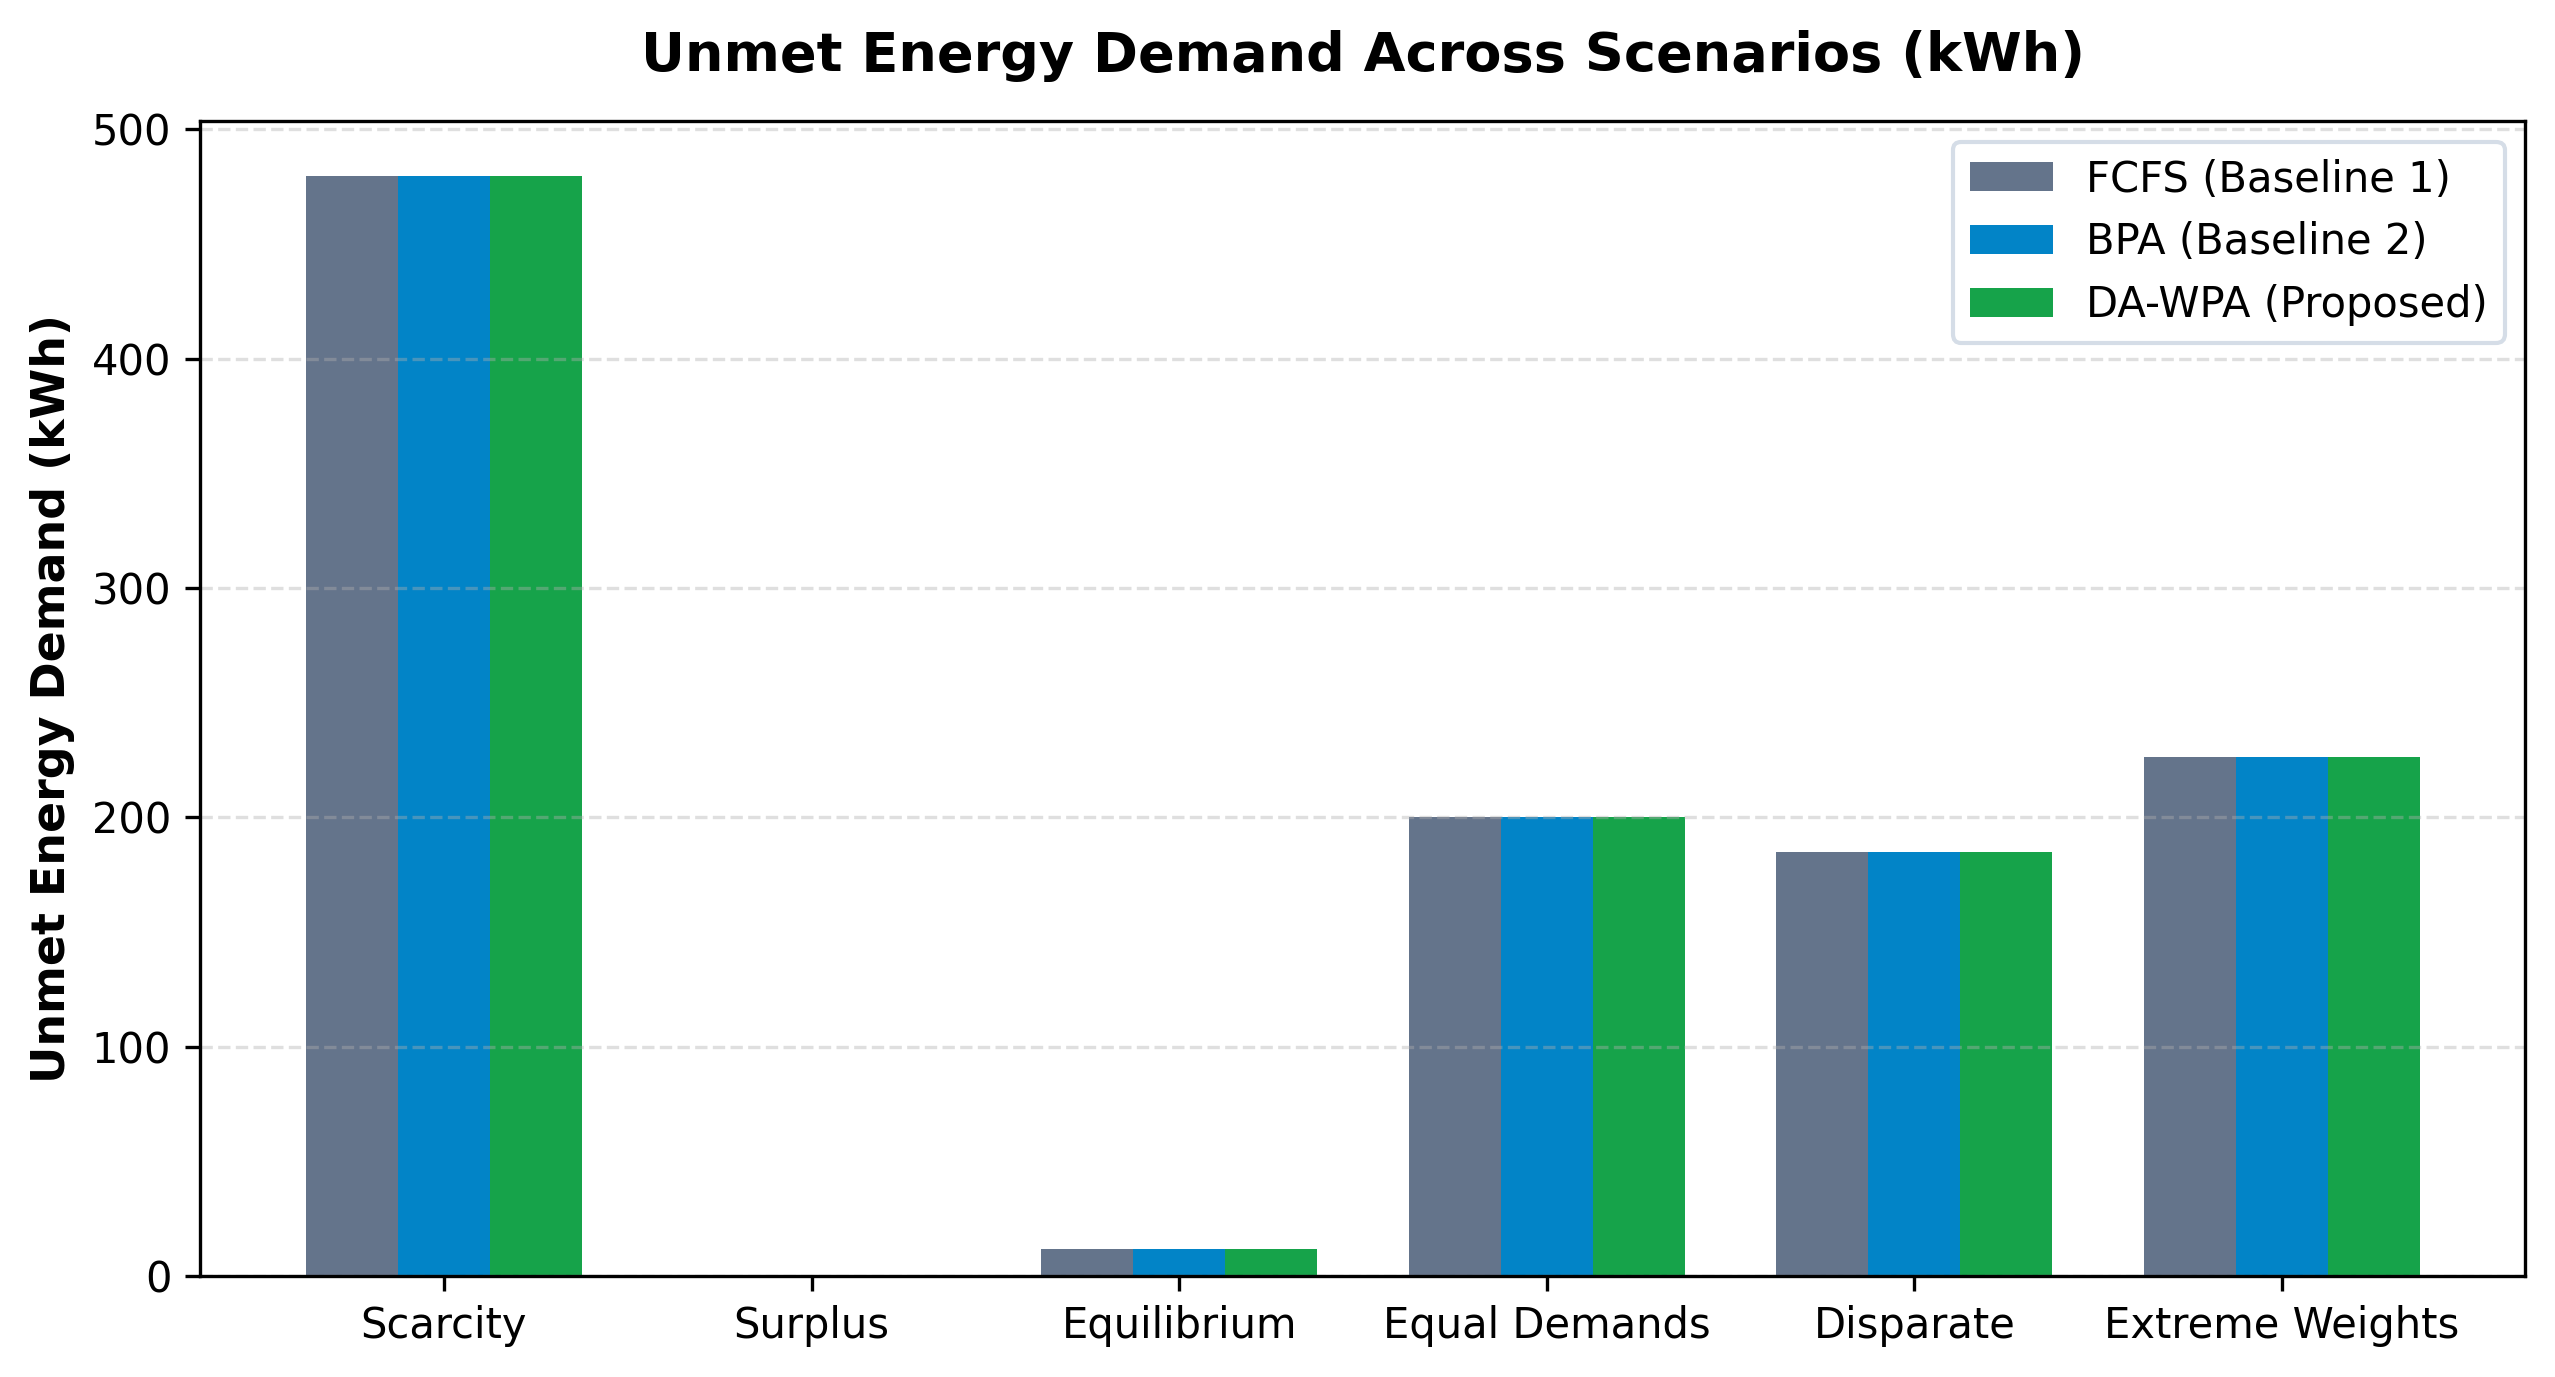 Unmet Energy Demand Across Scenarios (kWh)
Unmet Energy Demand (kWh)
500
400
300
200
100
0
FCFS (Baseline 1)
BPA (Baseline 2)
DA-WPA (Proposed)
Scarcity
Surplus
Equilibrium
Equal Demands
Disparate
Extreme Weights